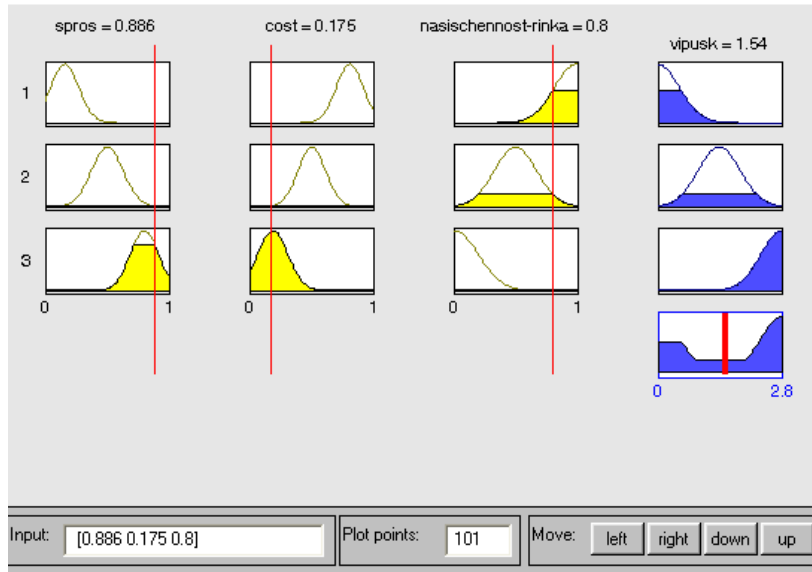 spros = 0.886 cost = 0.175 nasischennost-rinka = 0.8
vipusk = 1.54
1
2
3
0 1 0 1 0 1
0 2.8
Input: [0.886 0.175 0.8] Plot points: 101 Move: left right down up